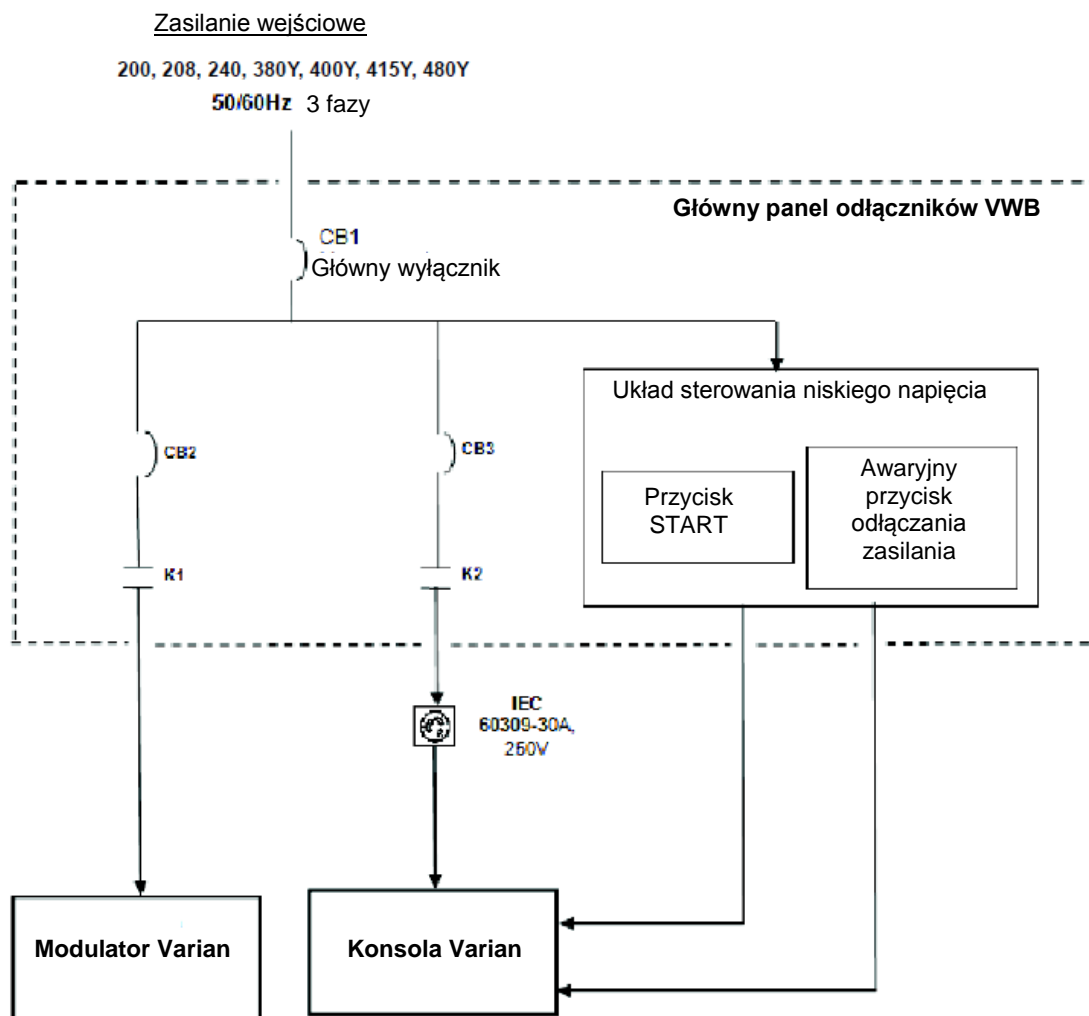 Zasilanie wejściowe
200, 208, 240, 380Y, 400Y, 415Y, 480Y
50/60Hz 3 fazy
Główny panel odłączników VWB
CB1
Główny wyłącznik
Układ sterowania niskiego napięcia
CB2
CB3
Przycisk
START
Awaryjny
przycisk
odłączania
zasilania
K1
K2
IEC
60309-30A,
250V
Modulator Varian
Konsola Varian